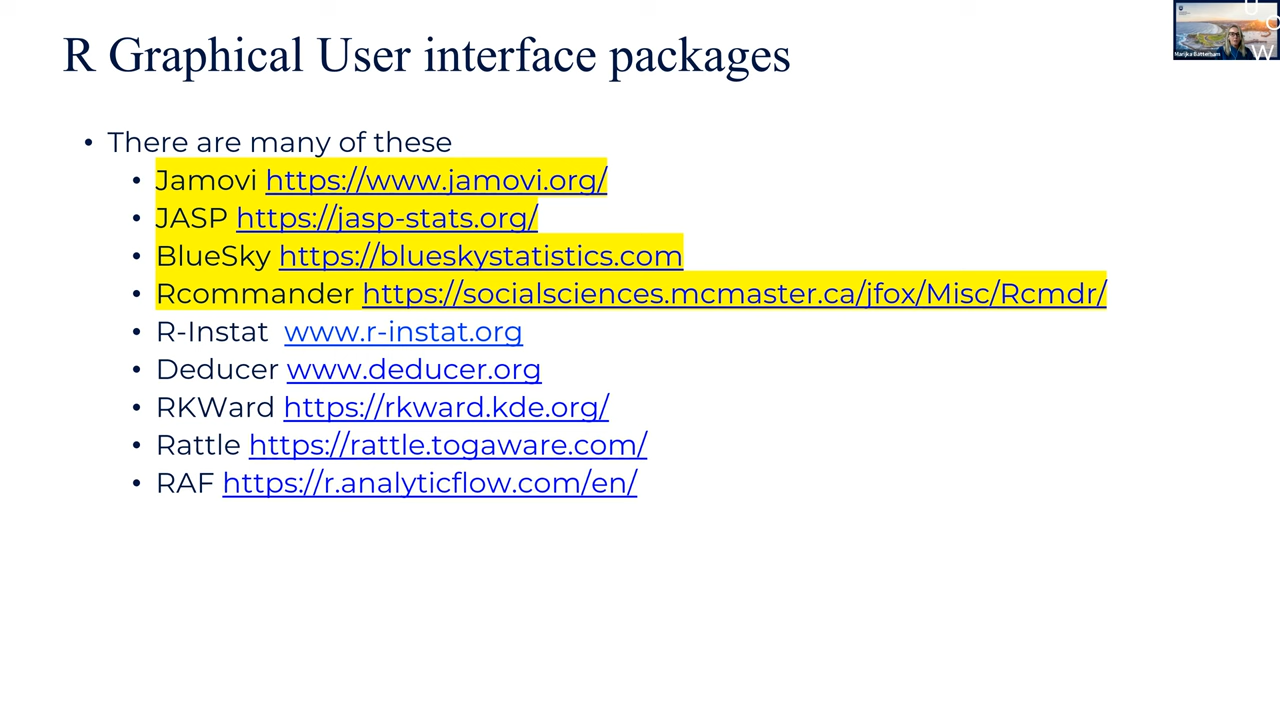 R Graphical User interface packages
• There are many of these
• Jamovi https://www.jamovi.org/
• JASP https://jasp-stats.org/
• BlueSky https://blueskystatistics.com
• Rcommander https://socialsciences.mcmaster.ca/jfox/Misc/Rcmdr/
• R-Instat www.r-instat.org
• Deducer www.deducer.org
• RKWard https://rkward.kde.org/
• Rattle https://rattle.togaware.com/
• RAF https://r.analyticflow.com/en/
U
O
W
Marijka Batterham